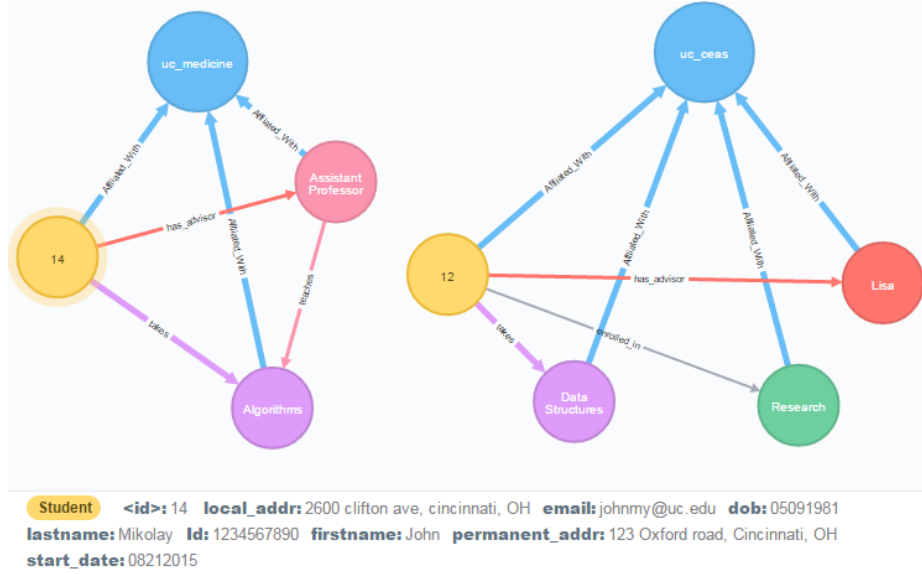 uc_medicine
uc_ceas
Affiliated_With
Affiliated_With
Assistant
Professor
Affiliated_With
Affiliated_With
has_advisor
14
Affiliated_With
Affiliated_With
12
has_advisor
Lisa
Affiliated_With
teaches
takes
takes
enrolled_in
Algorithms
Data
Structures
Research
Student <id>: 14 local_addr: 2600 clifton ave, cincinnati, OH email: johnmy@uc.edu dob: 05091981
lastname: Mikolay Id: 1234567890 firstname: John permanent_addr: 123 Oxford road, Cincinnati, OH
start_date: 08212015